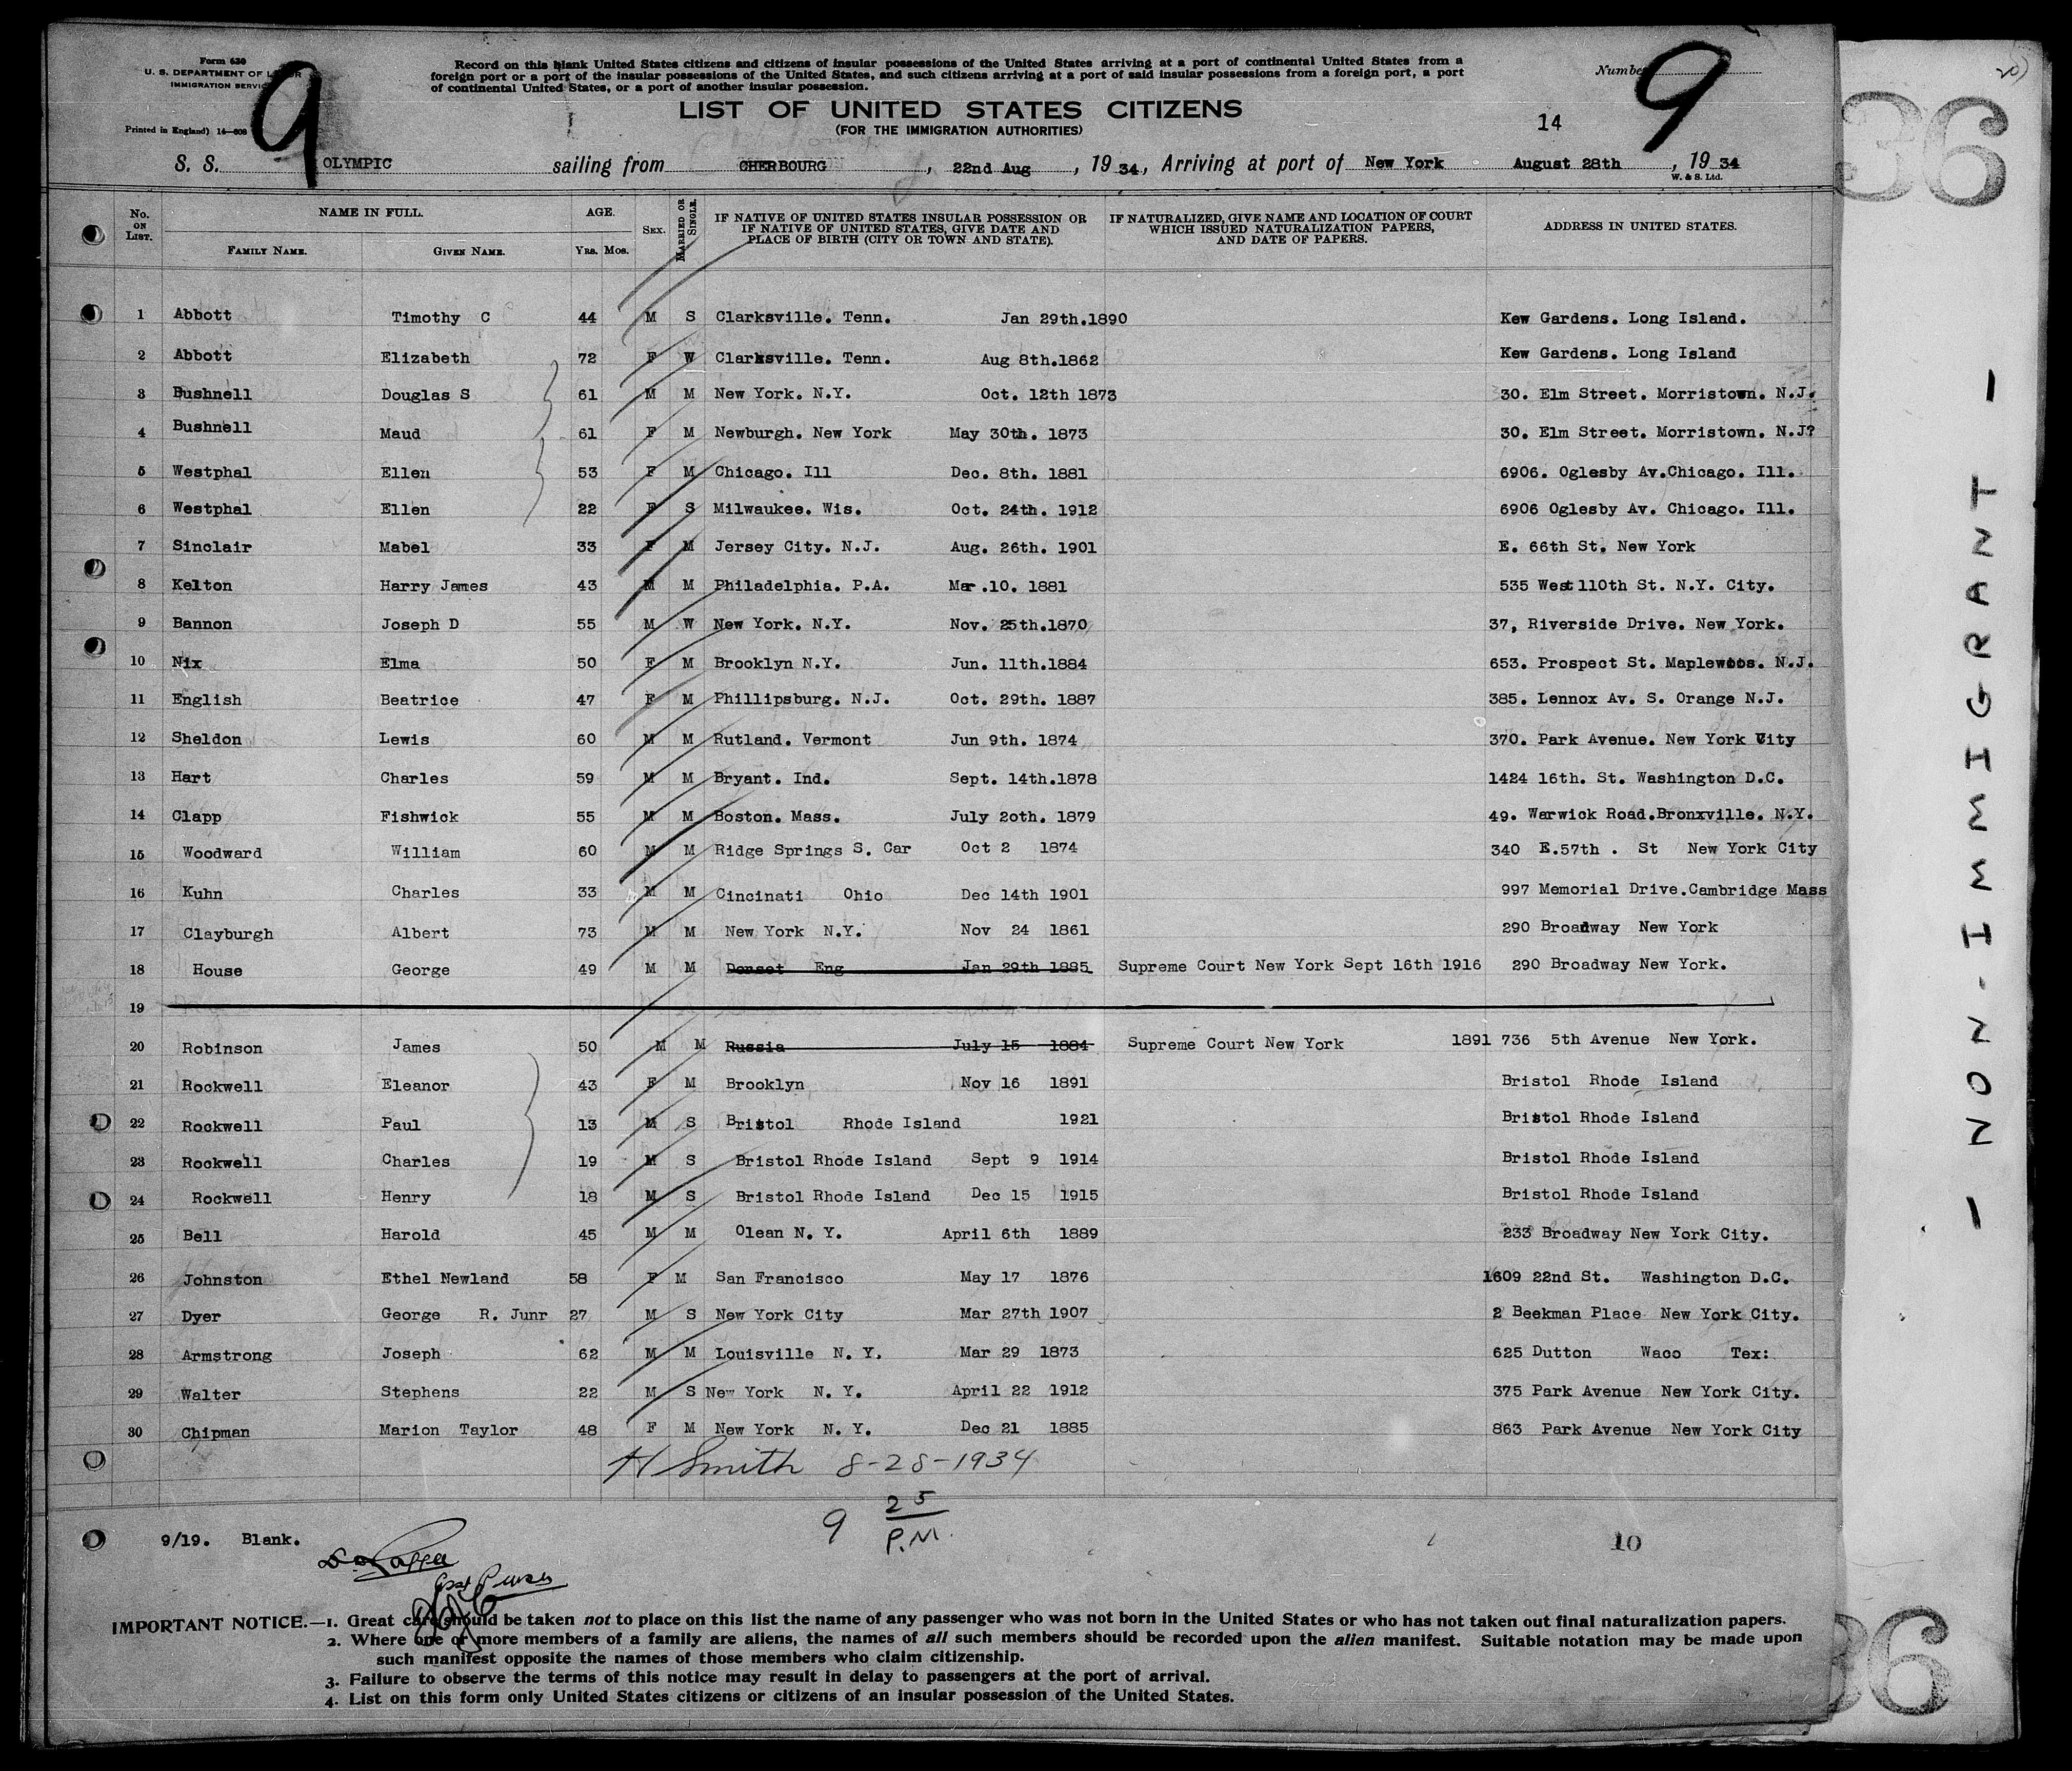 Form 630
U. S. DEPARTMENT OF LABOR
IMMIGRATION SERVICE
Printed in England) 14—608
9
Record on this blank United States citizens and citizens of insular possessions of the United States arriving at a port of continental United States from a
foreign port or a port of the insular possessions of the United States, and such citizens arriving at a port of said insular possessions from a foreign port, a port
of continental United States, or a port of another insular possession.
Number
9
LIST OF UNITED STATES CITIZENS
(FOR THE IMMIGRATION AUTHORITIES)
14
S. S. OLYMPIC sailing from CHERBOURG, 22nd Aug, 1934, Arriving at port of New York August 28th, 1934
W. & S. Ltd.
No. ON LIST. NAME IN FULL. FAMILY NAME. GIVEN NAME. AGE. YRS. MOS. SEX. MARRIED OR SINGLE. IF NATIVE OF UNITED STATES INSULAR POSSESSION OR IF NATIVE OF UNITED STATES, GIVE DATE AND PLACE OF BIRTH (CITY OR TOWN AND STATE). IF NATURALIZED, GIVE NAME AND LOCATION OF COURT WHICH ISSUED NATURALIZATION PAPERS, AND DATE OF PAPERS. ADDRESS IN UNITED STATES.
1 Abbott Timothy C 44 M S Clarksville. Tenn. Jan 29th.1890 Kew Gardens. Long Island.
2 Abbott Elizabeth 72 F W Clarksville. Tenn. Aug 8th.1862 Kew Gardens. Long Island
3 Bushnell Douglas S 61 M M New York. N.Y. Oct. 12th 1873 30. Elm Street. Morristown. N.J.
4 Bushnell Maud 61 F M Newburgh. New York May 30th. 1873 30. Elm Street. Morristown. N.J?
5 Westphal Ellen 53 F M Chicago. Ill Dec. 8th. 1881 6906. Oglesby Av.Chicago. Ill.
6 Westphal Ellen 22 F S Milwaukee. Wis. Oct. 24th. 1912 6906 Oglesby Av. Chicago. Ill.
7 Sinclair Mabel 33 F M Jersey City. N.J. Aug. 26th. 1901 E. 66th St. New York
8 Kelton Harry James 43 M M Philadelphia. P.A. Mar .10. 1881 535 West 110th St. N.Y. City.
9 Bannon Joseph D 55 M W New York. N.Y. Nov. 25th.1870 37, Riverside Drive. New York.
10 Nix Elma 50 F M Brooklyn N.Y. Jun. 11th.1884 653. Prospect St. Maplewoos. N.J.
11 English Beatrice 47 F M Phillipsburg. N.J. Oct. 29th. 1887 385. Lennox Av. S. Orange N.J.
12 Sheldon Lewis 60 M M Rutland. Vermont Jun 9th. 1874 370. Park Avenue. New York City
13 Hart Charles 59 M M Bryant. Ind. Sept. 14th.1878 1424 16th. St. Washington D.C.
14 Clapp Fishwick 55 M M Boston. Mass. July 20th. 1879 49. Warwick Road.Bronxville. N.Y.
15 Woodward William 60 M M Ridge Springs S. Car Oct 2 1874 340 E.57th . St New York City
16 Kuhn Charles 33 M M Cincinati Ohio Dec 14th 1901 997 Memorial Drive.Cambridge Mass
17 Clayburgh Albert 73 M M New York N.Y. Nov 24 1861 290 Broadway New York
18 House George 49 M M Dorset Eng Jan 29th 1885 Supreme Court New York Sept 16th 1916 290 Broadway New York.
19
20 Robinson James 50 M M Russia July 15 1884 Supreme Court New York 1891 736 5th Avenue New York.
21 Rockwell Eleanor 43 F M Brooklyn Nov 16 1891 Bristol Rhode Island
22 Rockwell Paul 13 M S Bristol Rhode Island 1921 Bristol Rhode Island
23 Rockwell Charles 19 M S Bristol Rhode Island Sept 9 1914 Bristol Rhode Island
24 Rockwell Henry 18 M S Bristol Rhode Island Dec 15 1915 Bristol Rhode Island
25 Bell Harold 45 M M Olean N. Y. April 6th 1889 233 Broadway New York City.
26 Johnston Ethel Newland 58 F M San Francisco May 17 1876 1609 22nd St. Washington D.C.
27 Dyer George R. Junr 27 M S New York City Mar 27th 1907 2 Beekman Place New York City.
28 Armstrong Joseph 62 M M Louisville N. Y. Mar 29 1873 625 Dutton Waco Tex:
29 Walter Stephens 22 M S New York N. Y. April 22 1912 375 Park Avenue New York City.
30 Chipman Marion Taylor 48 F M New York N. Y. Dec 21 1885 863 Park Avenue New York City
H Smith 8-28-1934
9 25 P.M.
9/19. Blank.
10
IMPORTANT NOTICE.—1. Great care should be taken not to place on this list the name of any passenger who was not born in the United States or who has not taken out final naturalization papers.
2. Where one or more members of a family are aliens, the names of all such members should be recorded upon the alien manifest. Suitable notation may be made upon
such manifest opposite the names of those members who claim citizenship.
3. Failure to observe the terms of this notice may result in delay to passengers at the port of arrival.
4. List on this form only United States citizens or citizens of an insular possession of the United States.
36
- NON-IMMIGRANT -
36